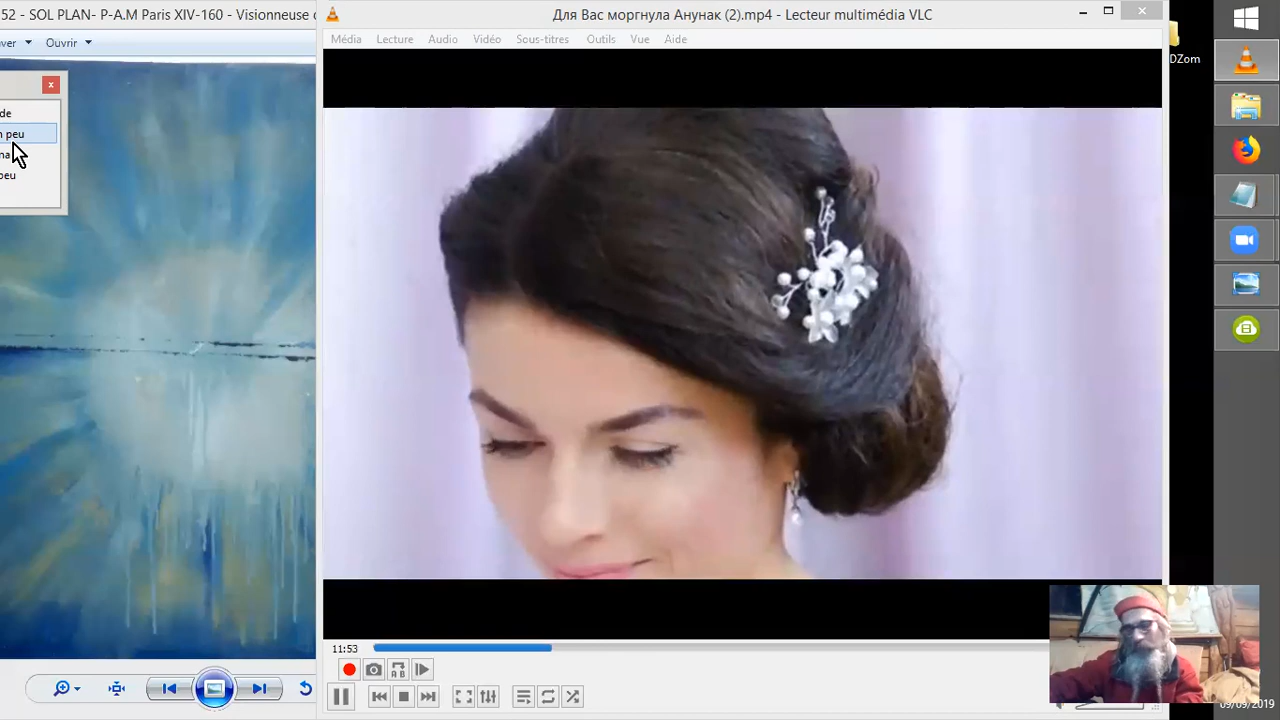 52 - SOL PLAN- P-A.M Paris XIV-160 - Visionneuse
Для Вас моргнула Анунак (2).mp4 - Lecteur multimédia VLC
Ouvrir
Média Lecture Audio Vidéo Sous-titres Outils Vue Aide
DZom
de
peu
peu
11:53
A B
09/09/2019